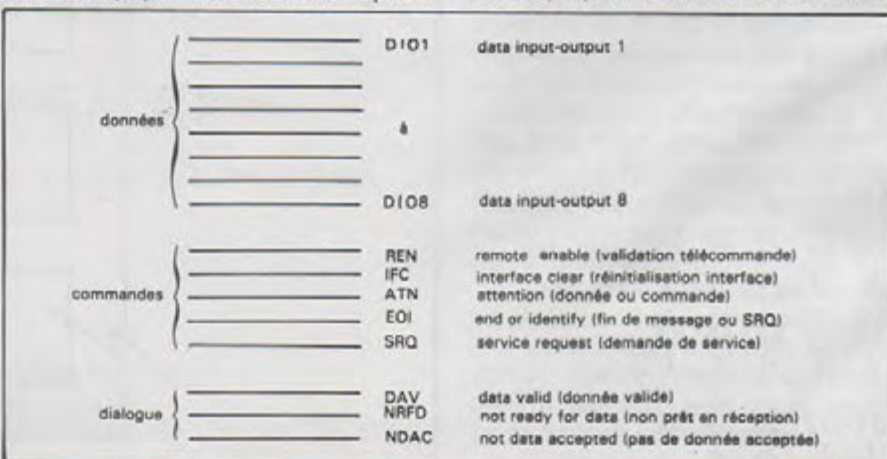 DIO1 data input-output 1
données
à
DIO8 data input-output 8
REN remote enable (validation télécommande)
IFC interface clear (réinitialisation interface)
commandes ATN attention (donnée ou commande)
EOI end or identify (fin de message ou SRQ)
SRQ service request (demande de service)
DAV data valid (donnée valide)
dialogue NRFD not ready for data (non prêt en réception)
NDAC not data accepted (pas de donnée acceptée)